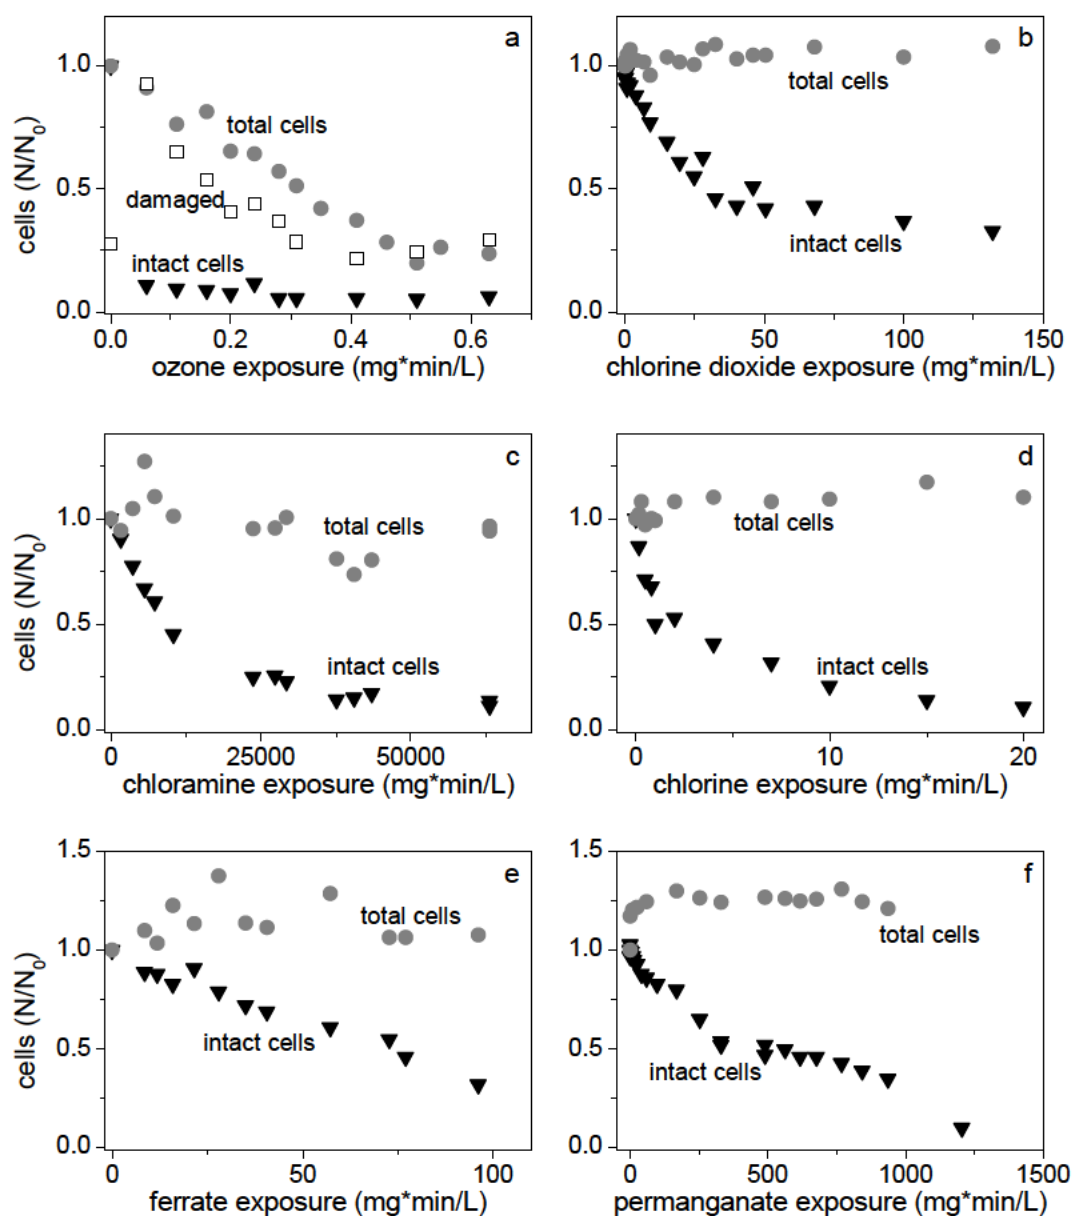 a
1.0
0.5
0.0
cells (N/N0)
total cells
damaged
intact cells
0.0 0.2 0.4 0.6
ozone exposure (mg*min/L)
b
1.0
0.5
0.0
total cells
intact cells
0 50 100 150
chlorine dioxide exposure (mg*min/L)
c
1.0
0.5
0.0
cells (N/N0)
total cells
intact cells
0 25000 50000
chloramine exposure (mg*min/L)
d
1.0
0.5
0.0
total cells
intact cells
0 10 20
chlorine exposure (mg*min/L)
e
1.5
1.0
0.5
0.0
cells (N/N0)
total cells
intact cells
0 50 100
ferrate exposure (mg*min/L)
f
1.5
1.0
0.5
0.0
total cells
intact cells
0 500 1000 1500
permanganate exposure (mg*min/L)